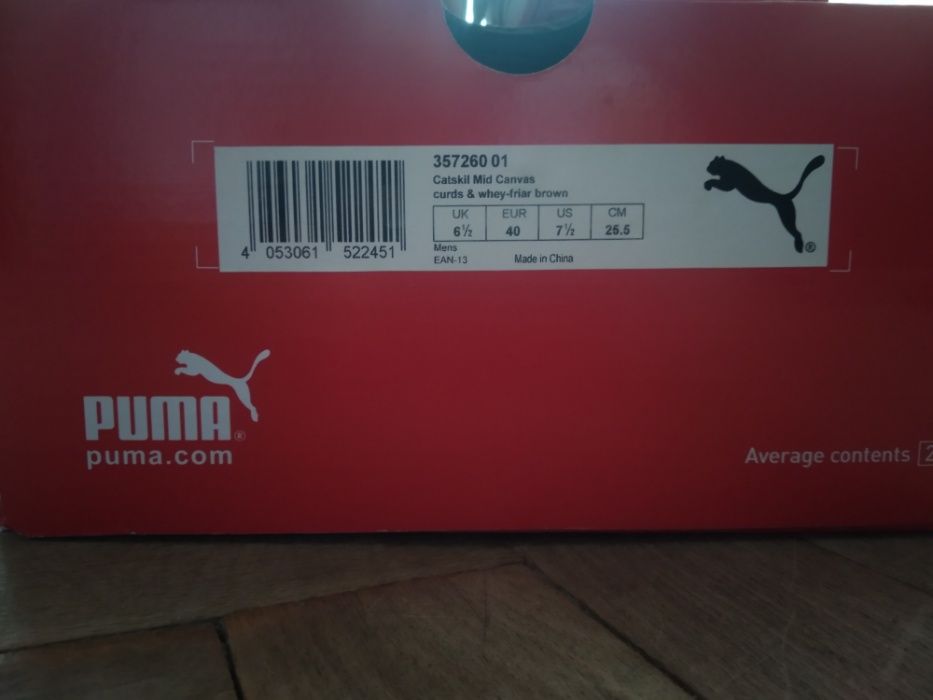 357260 01
Catskil Mid Canvas
curds & whey-friar brown
UK EUR US CM
6½ 40 7½ 25.5
Mens
EAN-13 Made in China
4 053061 522451
®
PUMA®
puma.com
Average contents 2